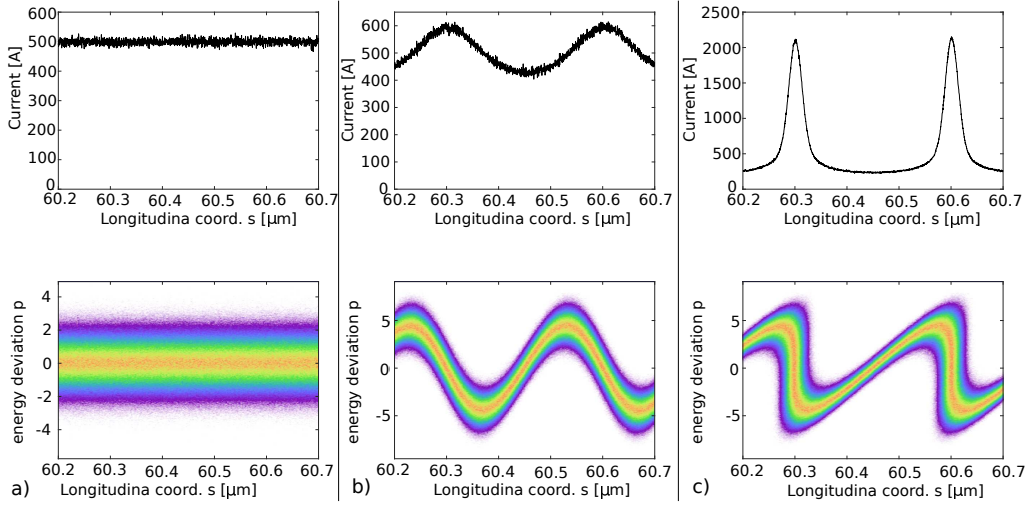 600
500
400
300
200
100
0
Current [A]
60.2 60.3 60.4 60.5 60.6 60.7
Longitudina coord. s [μm]
600
500
400
300
200
100
0
Current [A]
60.2 60.3 60.4 60.5 60.6 60.7
Longitudina coord. s [μm]
2500
2000
1500
1000
500
0
Current [A]
60.2 60.3 60.4 60.5 60.6 60.7
Longitudina coord. s [μm]
4
2
0
-2
-4
energy deviation p
60.2 60.3 60.4 60.5 60.6 60.7
a) Longitudina coord. s [μm]
5
0
-5
energy deviation p
60.2 60.3 60.4 60.5 60.6 60.7
b) Longitudina coord. s [μm]
5
0
-5
energy deviation p
60.2 60.3 60.4 60.5 60.6 60.7
c) Longitudina coord. s [μm]